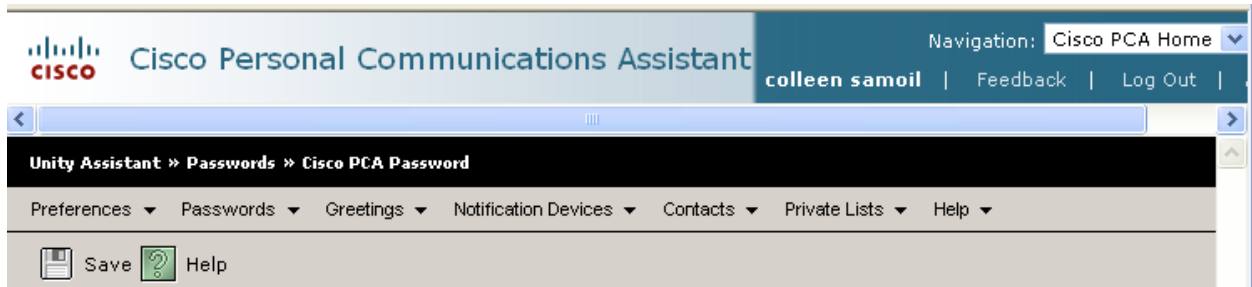 Navigation: Cisco PCA Home
CISCO Cisco Personal Communications Assistant
colleen samoil | Feedback | Log Out |
Unity Assistant » Passwords » Cisco PCA Password
Preferences Passwords Greetings Notification Devices Contacts Private Lists Help
Save ? Help